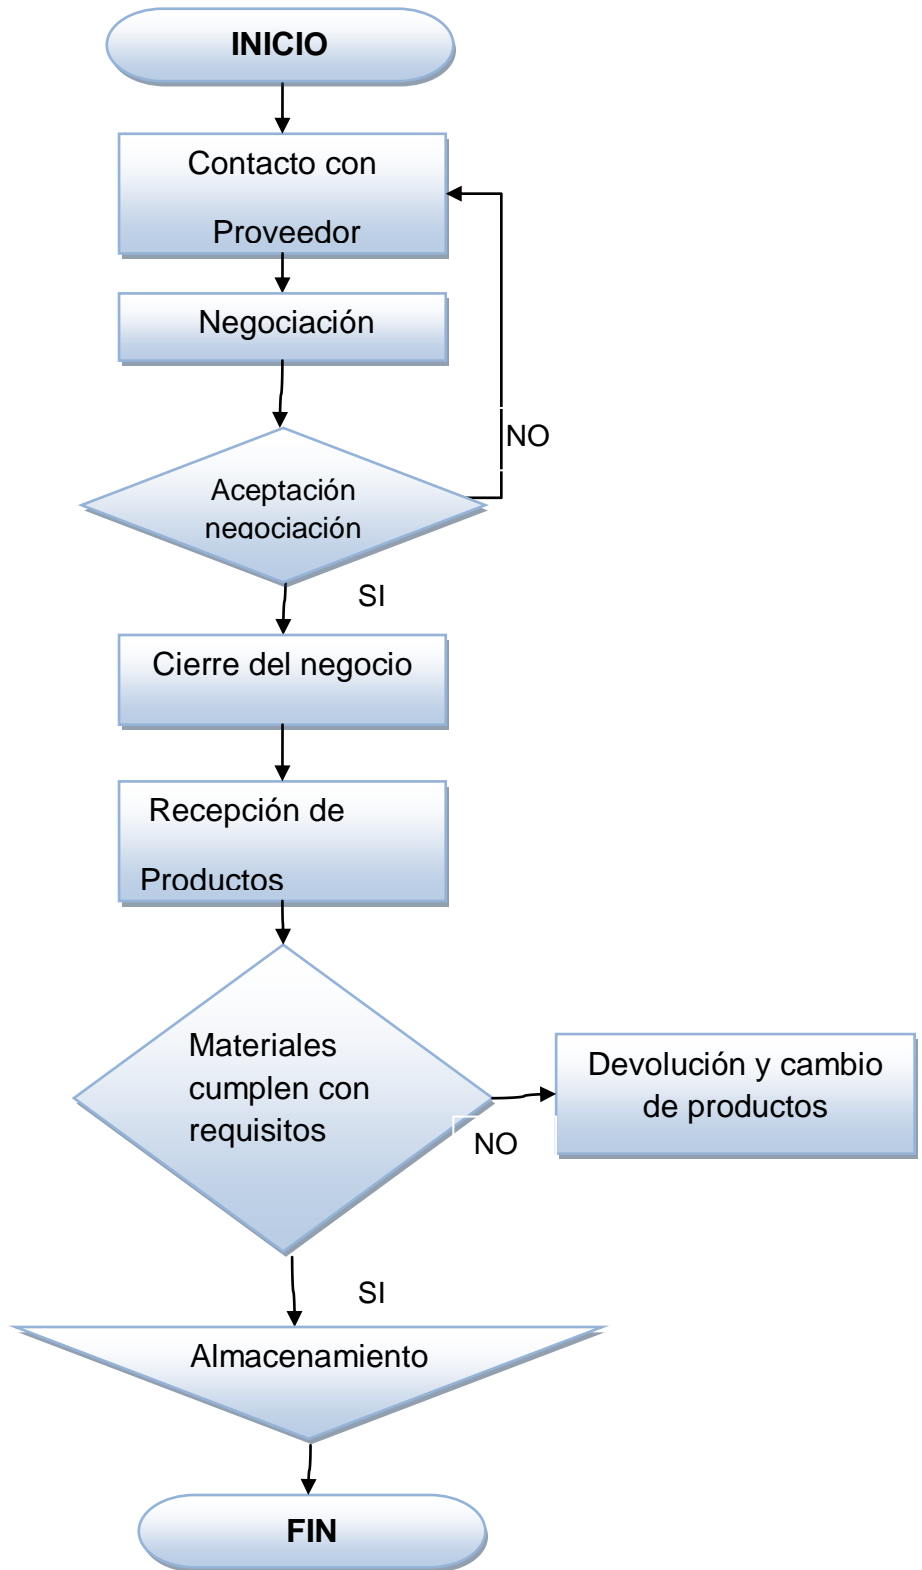 INICIO
Contacto con
Proveedor
Negociación
NO
Aceptación
negociación
SI
Cierre del negocio
Recepción de
Productos
Materiales
cumplen con
requisitos
Devolución y cambio
de productos
NO
SI
Almacenamiento
FIN